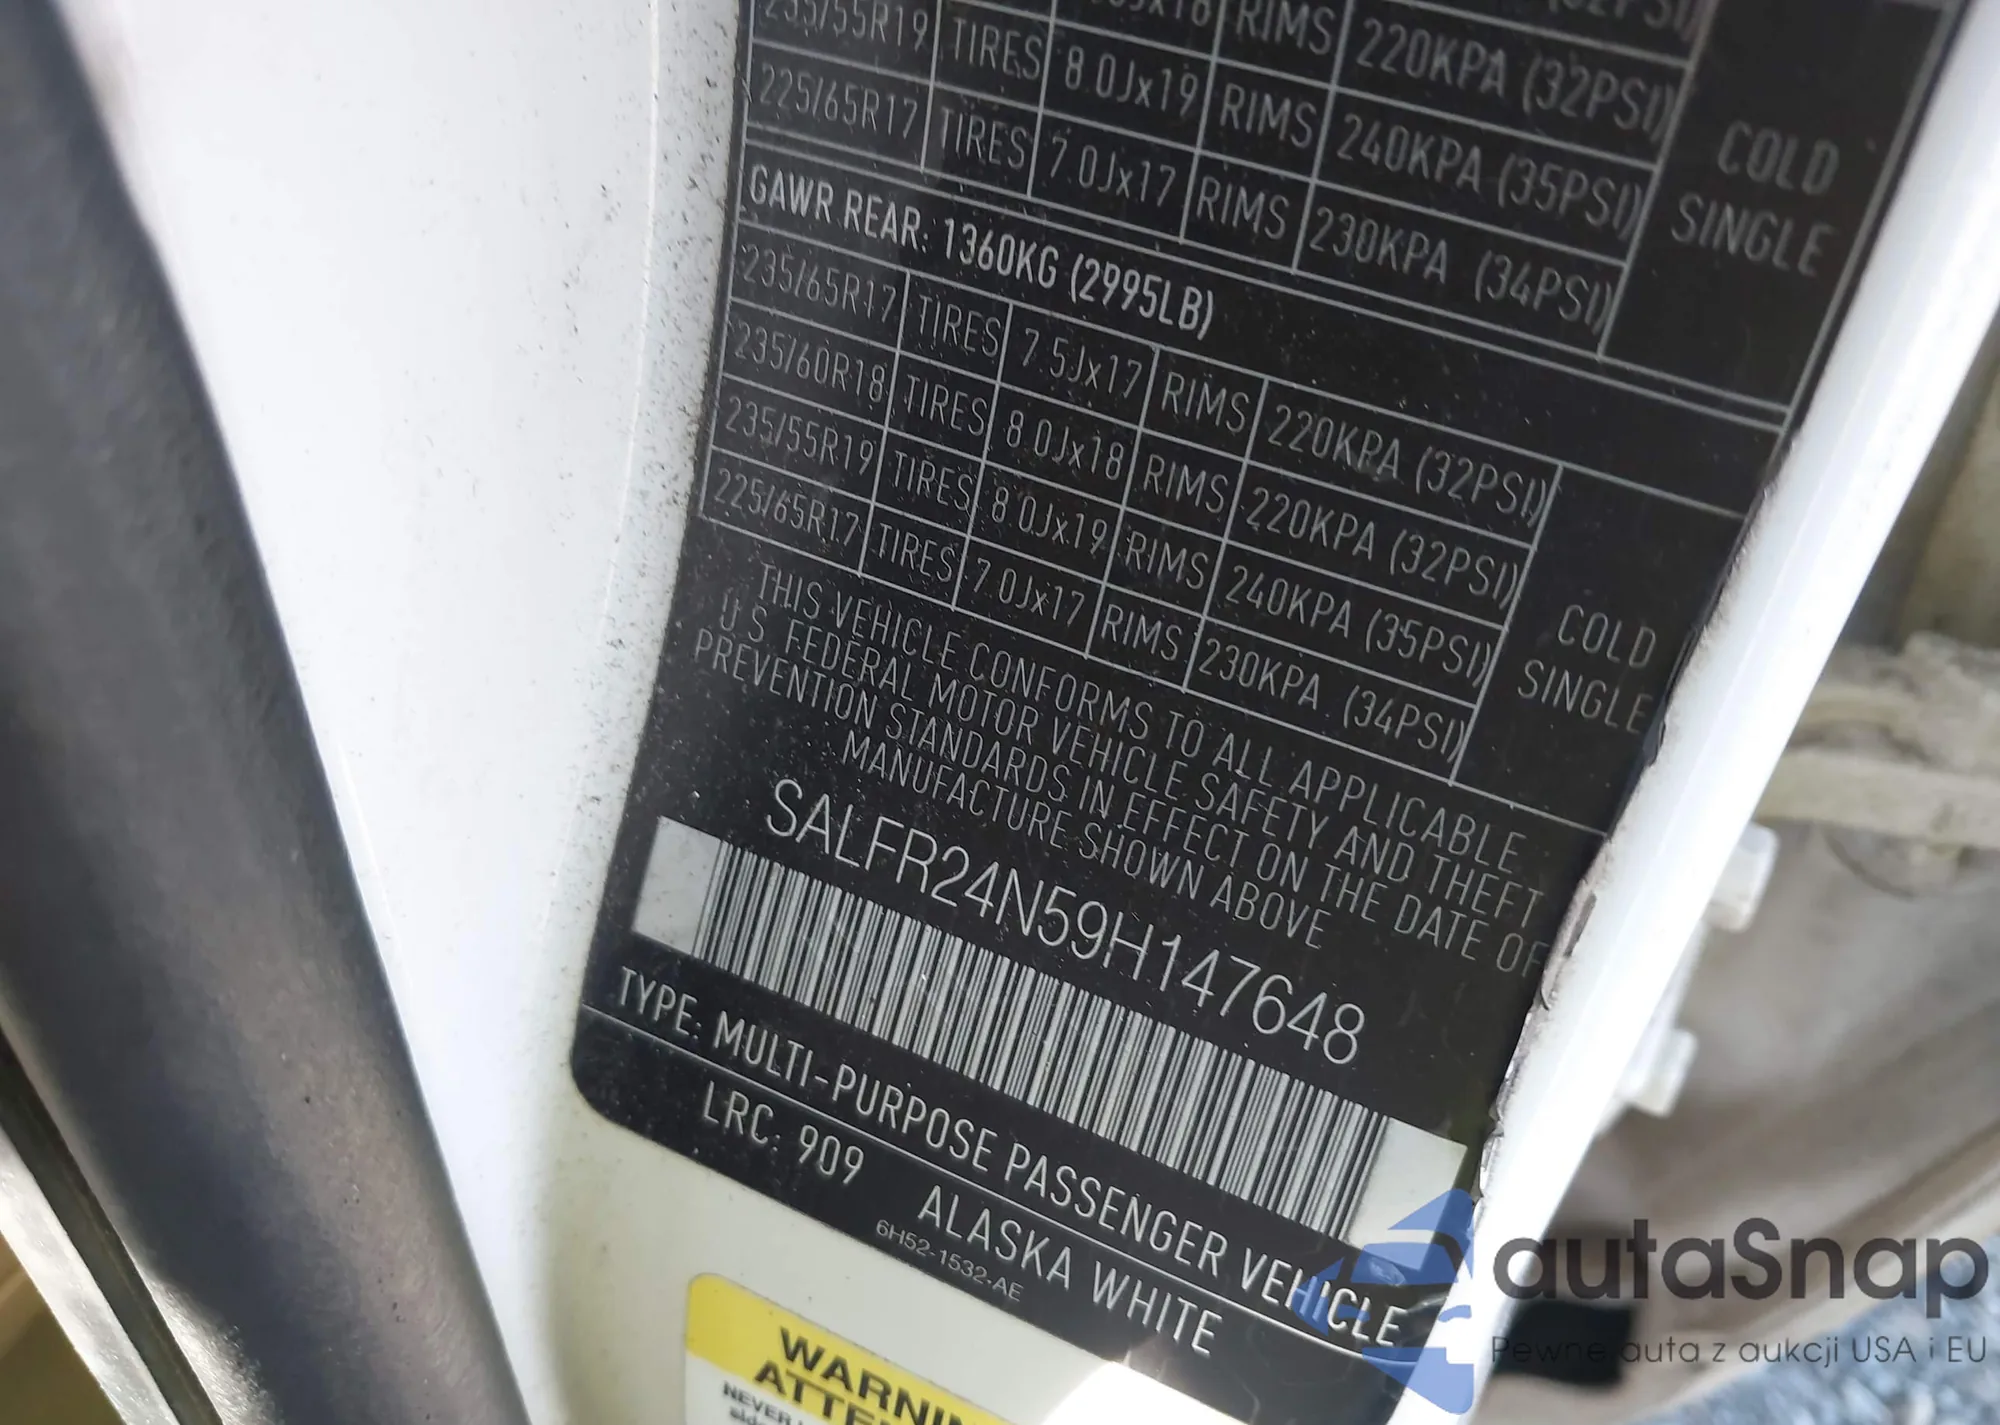 RIMS
235/55R19 TIRES 8.0Jx19 RIMS 220KPA (32PSI)
225/65R17 TIRES 7.0Jx17 RIMS 240KPA (35PSI)
230KPA (34PSI)
COLD
SINGLE
GAWR REAR: 1360KG (2995LB)
235/65R17 TIRES 7.5Jx17 RIMS 220KPA (32PSI)
235/60R18 TIRES 8.0Jx18 RIMS 220KPA (32PSI)
235/55R19 TIRES 8.0Jx19 RIMS 240KPA (35PSI)
225/65R17 TIRES 7.0Jx17 RIMS 230KPA (34PSI)
COLD
SINGLE
THIS VEHICLE CONFORMS TO ALL APPLICABLE
U.S. FEDERAL MOTOR VEHICLE SAFETY AND THEFT
PREVENTION STANDARDS IN EFFECT ON THE DATE OF
MANUFACTURE SHOWN ABOVE
SALFR24N59H147648
TYPE: MULTI-PURPOSE PASSENGER VEHICLE
LRC: 909 ALASKA WHITE
6H52-1532-AE
WARNING
NEVER
autaSnap
Pewne auta z aukcji USA i EU